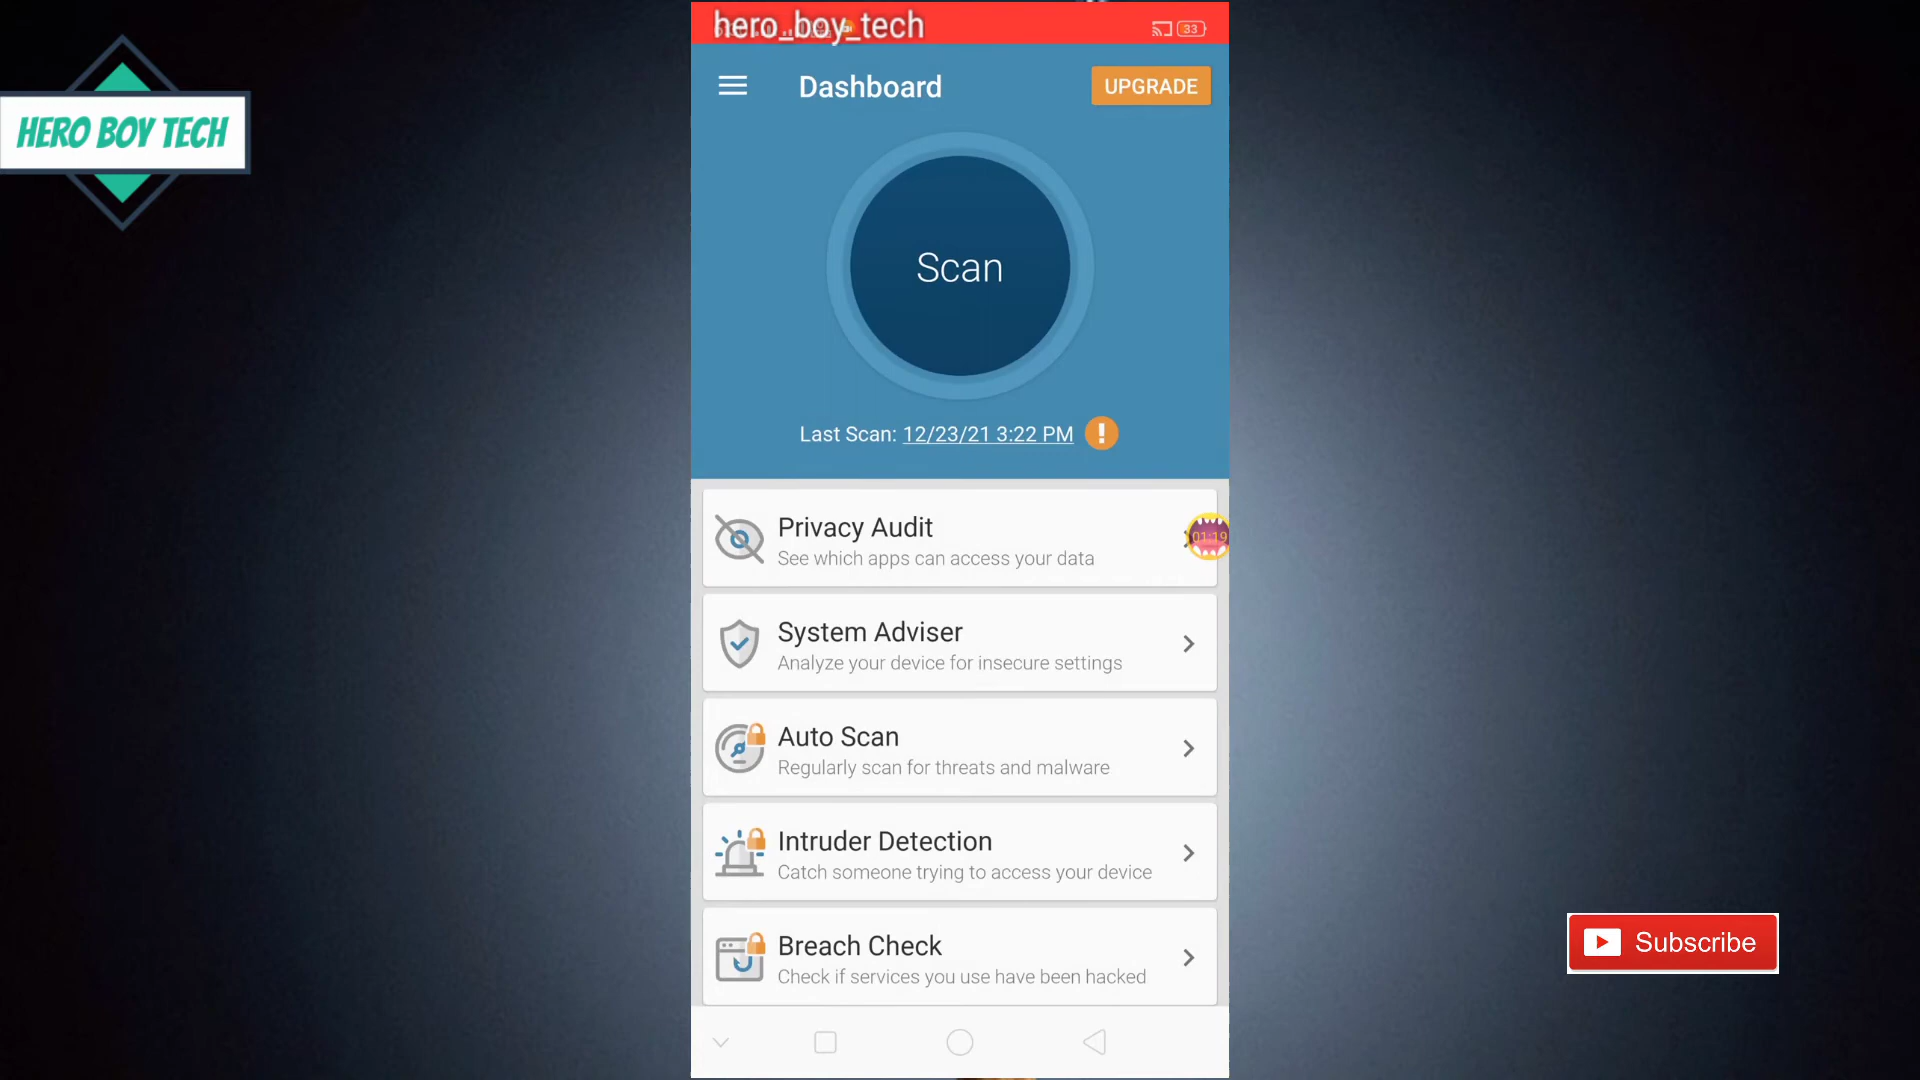 hero_boy_tech
33
HERO BOY TECH
Dashboard
UPGRADE
Scan
Last Scan: 12/23/21 3:22 PM
!
Privacy Audit
See which apps can access your data
01:19
System Adviser
Analyze your device for insecure settings
Auto Scan
Regularly scan for threats and malware
Intruder Detection
Catch someone trying to access your device
Breach Check
Check if services you use have been hacked
Subscribe